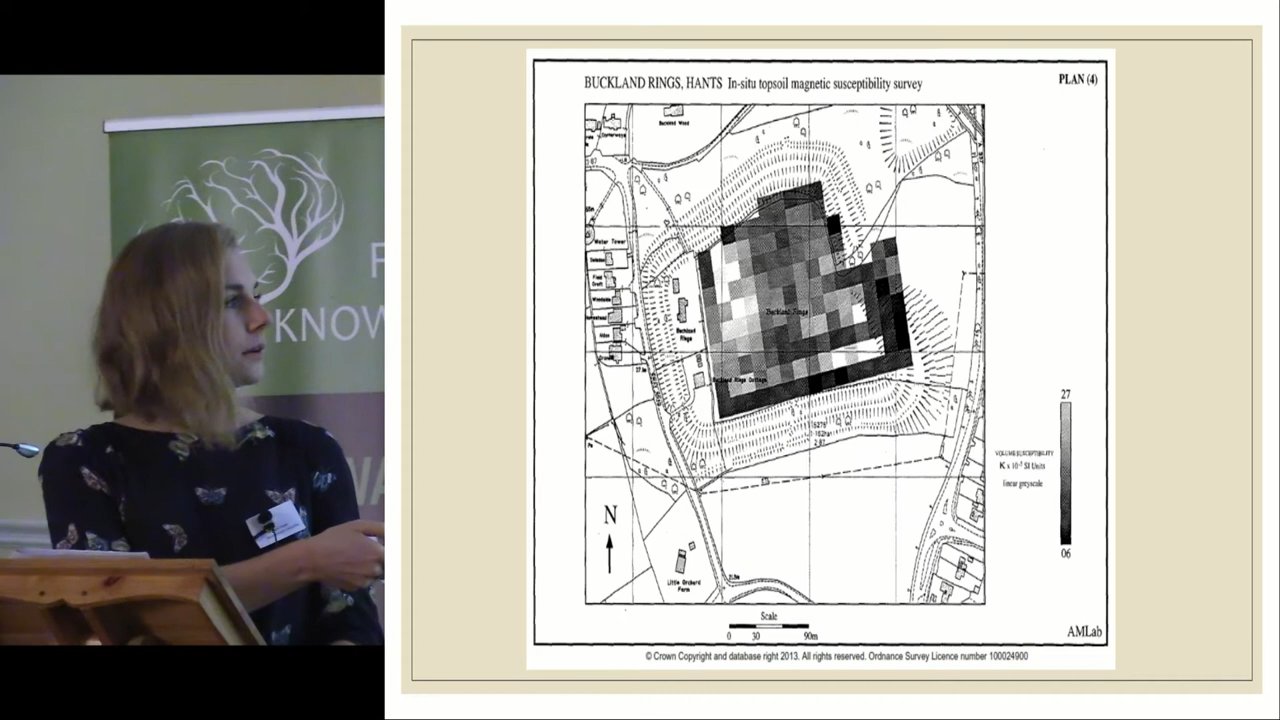 KNOW
BUCKLAND RINGS, HANTS In-situ topsoil magnetic susceptibility survey
PLAN (4)
Water Tower
Buckland Rings
Buckland
Rings
Buckland Rings Cottage
Little Orchard
Farm
N
27
VOLUME SUSCEPTIBILITY
K x 10⁻⁵ SI Units
linear greyscale
06
Scale
0 30 90m
AMLab
© Crown Copyright and database right 2013. All rights reserved. Ordnance Survey Licence number 100024900